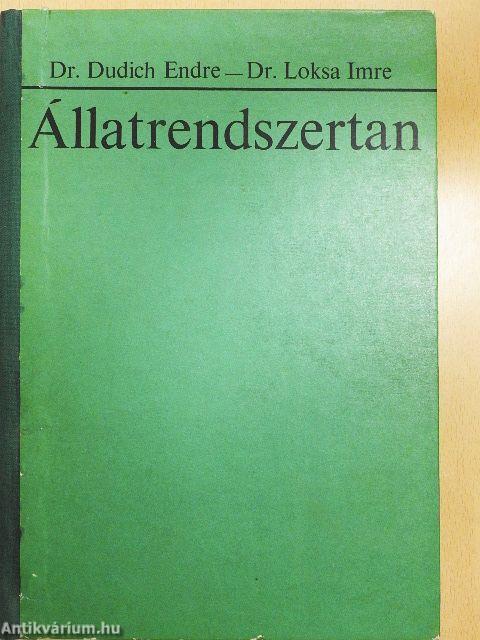 Dr. Dudich Endre — Dr. Loksa Imre
Állatrendszertan
Antikvárium.hu